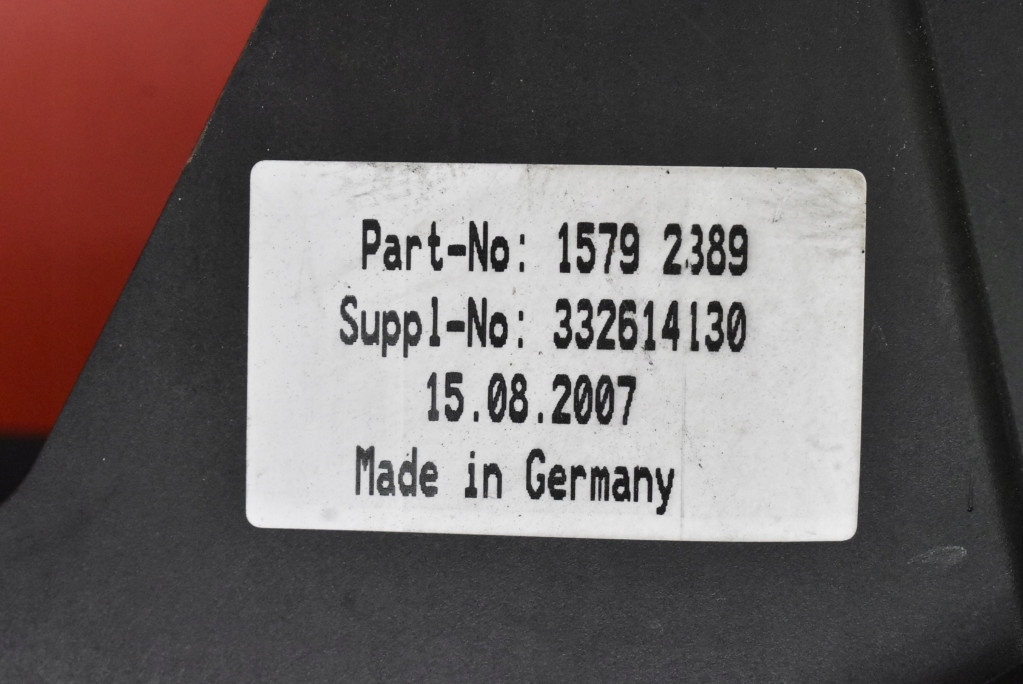 Part-No: 1579 2389
Suppl-No: 332614130
15.08.2007
Made in Germany